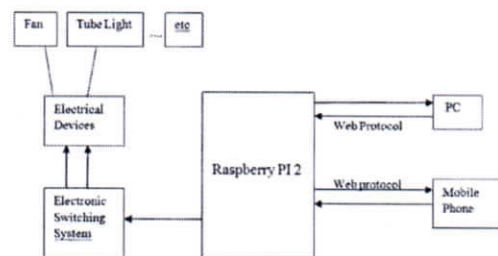 Fan
Tube Light
...
etc
Electrical
Devices
Raspberry PI 2
PC
Web Protocol
Web protocol
Electronic
Switching
System
Mobile
Phone